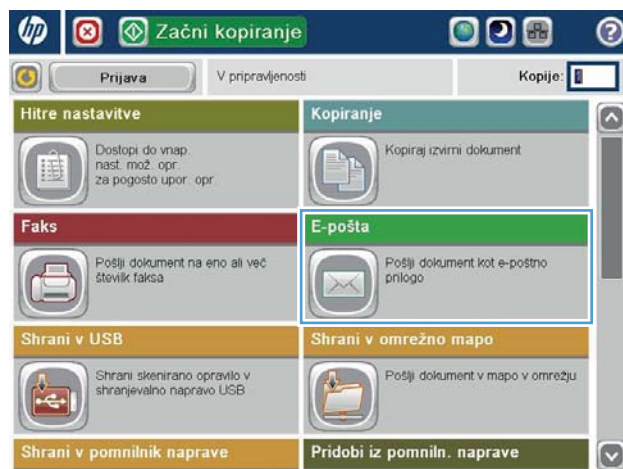 hp
Začni kopiranje
?
Prijava
V pripravljenosti
Kopije:
Hitre nastavitve
Dostopi do vnap.
nast. mož. opr.
za pogosto upor. opr.
Kopiranje
Kopiraj izvirni dokument
Faks
Pošlji dokument na eno ali več
številk faksa
E-pošta
Pošlji dokument kot e-poštno
prilogo
Shrani v USB
Shrani skenirano opravilo v
shranjevalno napravo USB
Shrani v omrežno mapo
Pošlji dokument v mapo v omrežju
Shrani v pomnilnik naprave
Pridobi iz pomniln. naprave